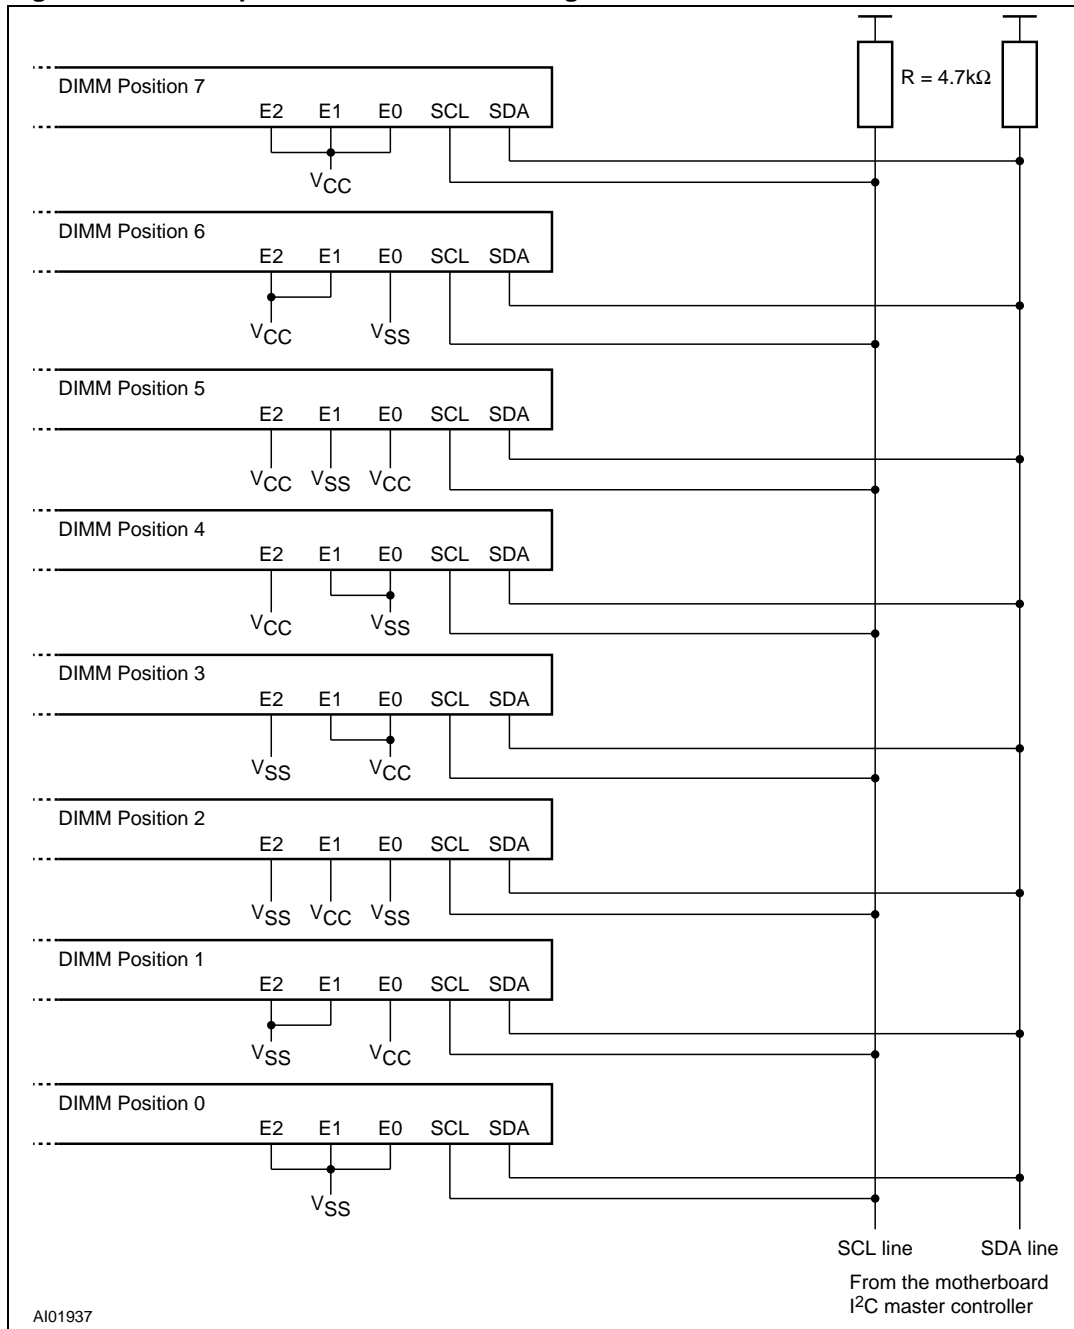 R = 4.7kΩ
DIMM Position 7
E2 E1 E0 SCL SDA
VCC
DIMM Position 6
E2 E1 E0 SCL SDA
VCC VSS
DIMM Position 5
E2 E1 E0 SCL SDA
VCC VSS VCC
DIMM Position 4
E2 E1 E0 SCL SDA
VCC VSS
DIMM Position 3
E2 E1 E0 SCL SDA
VSS VCC
DIMM Position 2
E2 E1 E0 SCL SDA
VSS VCC VSS
DIMM Position 1
E2 E1 E0 SCL SDA
VSS VCC
DIMM Position 0
E2 E1 E0 SCL SDA
VSS
SCL line SDA line
From the motherboard
I2C master controller
AI01937